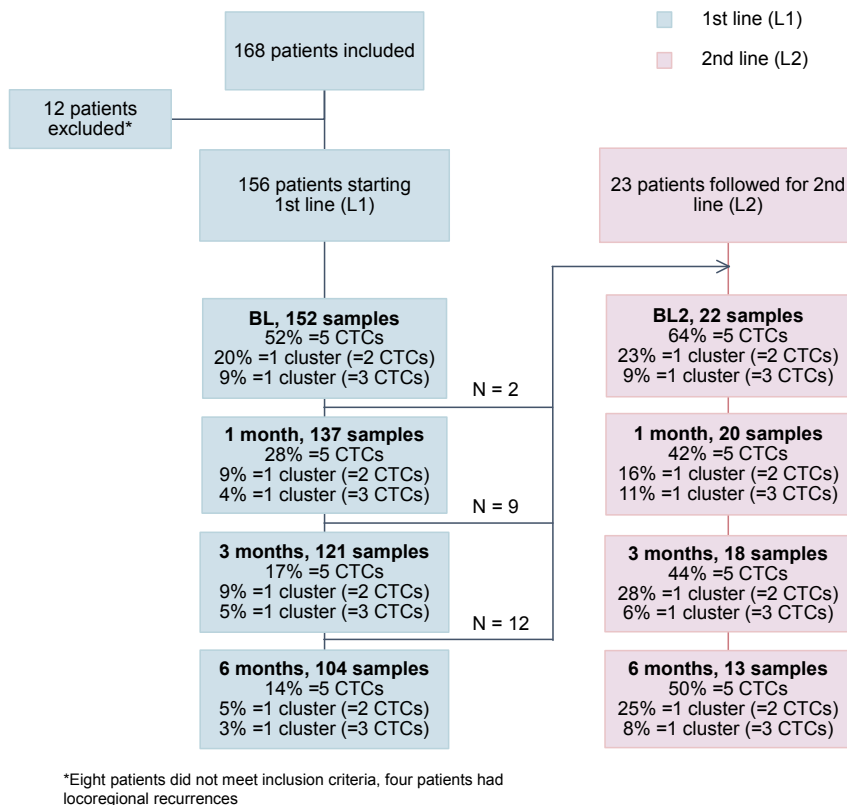 168 patients included
1st line (L1)
2nd line (L2)
12 patients
excluded*
156 patients starting
1st line (L1)
23 patients followed for 2nd
line (L2)
BL, 152 samples
52% =5 CTCs
20% =1 cluster (=2 CTCs)
9% =1 cluster (=3 CTCs)
N = 2
1 month, 137 samples
28% =5 CTCs
9% =1 cluster (=2 CTCs)
4% =1 cluster (=3 CTCs)
N = 9
3 months, 121 samples
17% =5 CTCs
9% =1 cluster (=2 CTCs)
5% =1 cluster (=3 CTCs)
N = 12
6 months, 104 samples
14% =5 CTCs
5% =1 cluster (=2 CTCs)
3% =1 cluster (=3 CTCs)
BL2, 22 samples
64% =5 CTCs
23% =1 cluster (=2 CTCs)
9% =1 cluster (=3 CTCs)
1 month, 20 samples
42% =5 CTCs
16% =1 cluster (=2 CTCs)
11% =1 cluster (=3 CTCs)
3 months, 18 samples
44% =5 CTCs
28% =1 cluster (=2 CTCs)
6% =1 cluster (=3 CTCs)
6 months, 13 samples
50% =5 CTCs
25% =1 cluster (=2 CTCs)
8% =1 cluster (=3 CTCs)
*Eight patients did not meet inclusion criteria, four patients had
locoregional recurrences